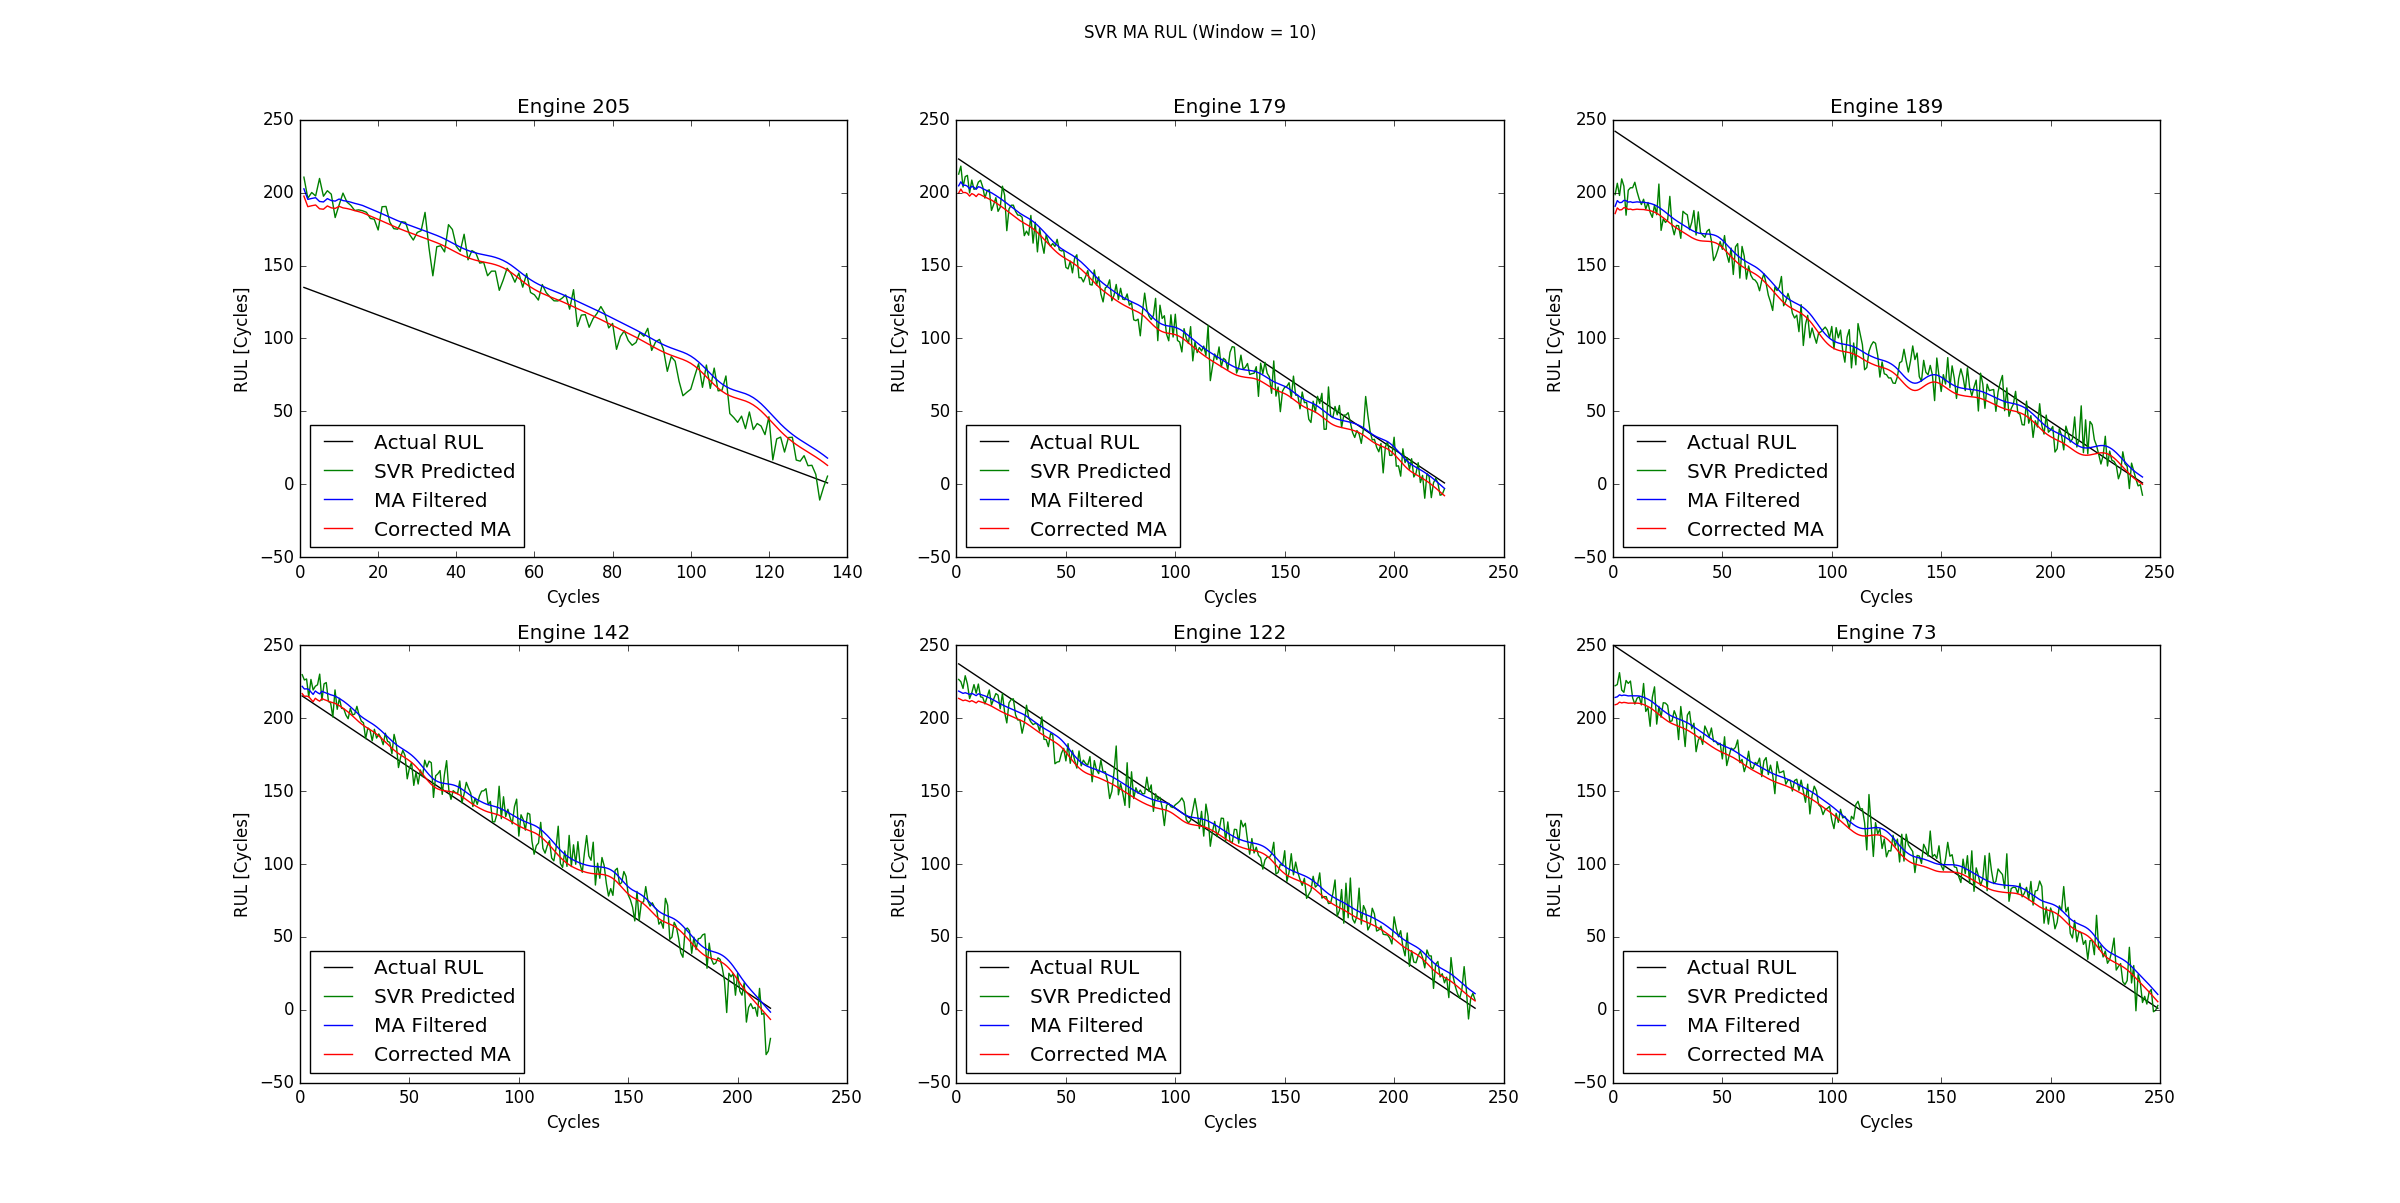 SVR MA RUL (Window = 10)
Engine 205
250
200
150
100
50
0
−50
RUL [Cycles]
Actual RUL
SVR Predicted
MA Filtered
Corrected MA
0 20 40 60 80 100 120 140
Cycles
Engine 179
250
200
150
100
50
0
−50
RUL [Cycles]
Actual RUL
SVR Predicted
MA Filtered
Corrected MA
0 50 100 150 200 250
Cycles
Engine 189
250
200
150
100
50
0
−50
RUL [Cycles]
Actual RUL
SVR Predicted
MA Filtered
Corrected MA
0 50 100 150 200 250
Cycles
Engine 142
250
200
150
100
50
0
−50
RUL [Cycles]
Actual RUL
SVR Predicted
MA Filtered
Corrected MA
0 50 100 150 200 250
Cycles
Engine 122
250
200
150
100
50
0
−50
RUL [Cycles]
Actual RUL
SVR Predicted
MA Filtered
Corrected MA
0 50 100 150 200 250
Cycles
Engine 73
250
200
150
100
50
0
−50
RUL [Cycles]
Actual RUL
SVR Predicted
MA Filtered
Corrected MA
0 50 100 150 200 250
Cycles